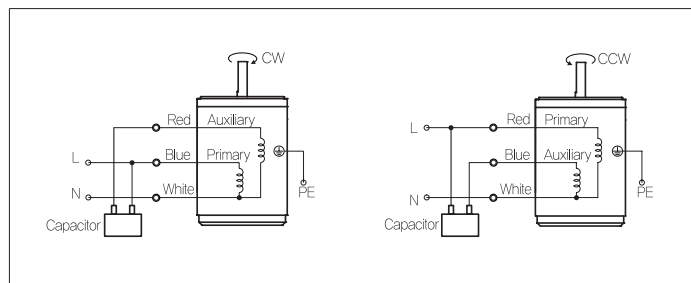 CW
Red Auxiliary
L Blue Primary
N White
PE
Capacitor
CCW
L Red Primary
Blue Auxiliary
N White
PE
Capacitor